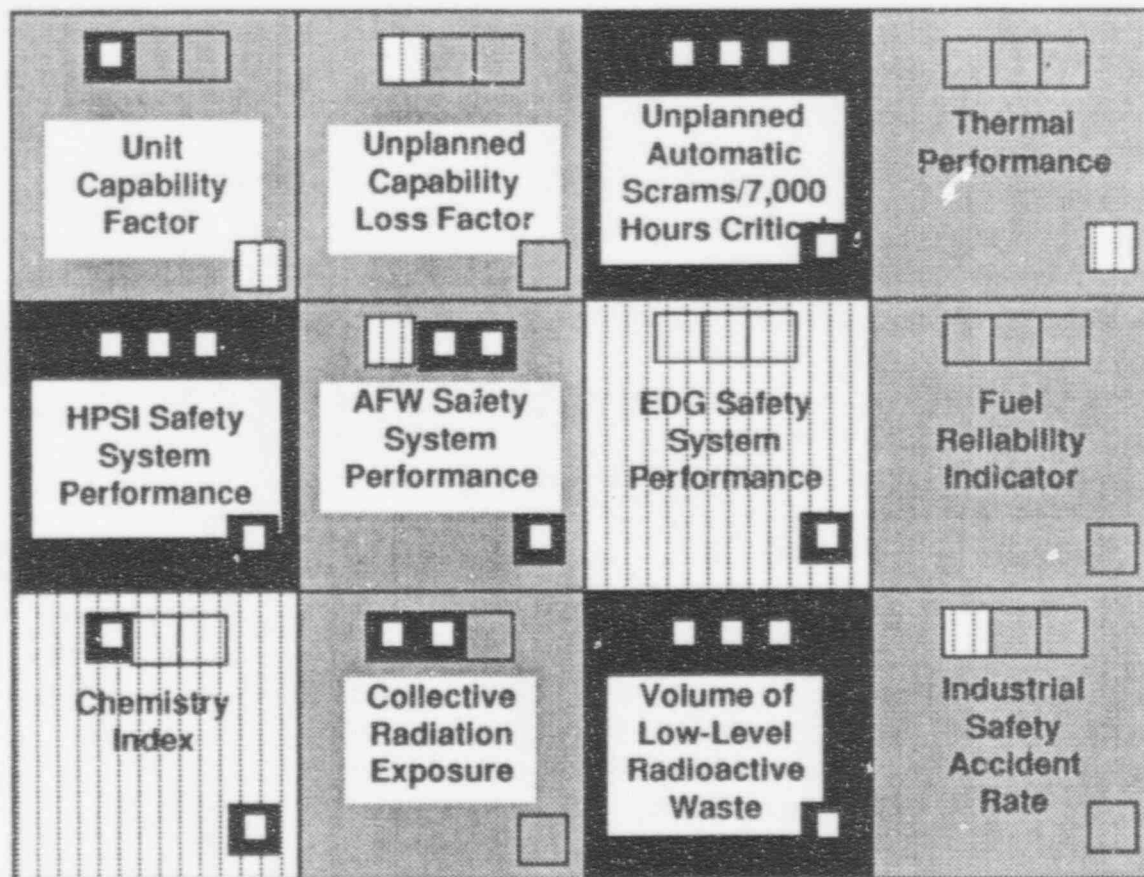 Unit
Capability
Factor
Unplanned
Capability
Loss Factor
Unplanned
Automatic
Scrams/7,000
Hours Critical
Thermal
Performance
HPSI Safety
System
Performance
AFW Safety
System
Performance
EDG Safety
System
Performance
Fuel
Reliability
Indicator
Chemistry
Index
Collective
Radiation
Exposure
Volume of
Low-Level
Radioactive
Waste
Industrial
Safety
Accident
Rate